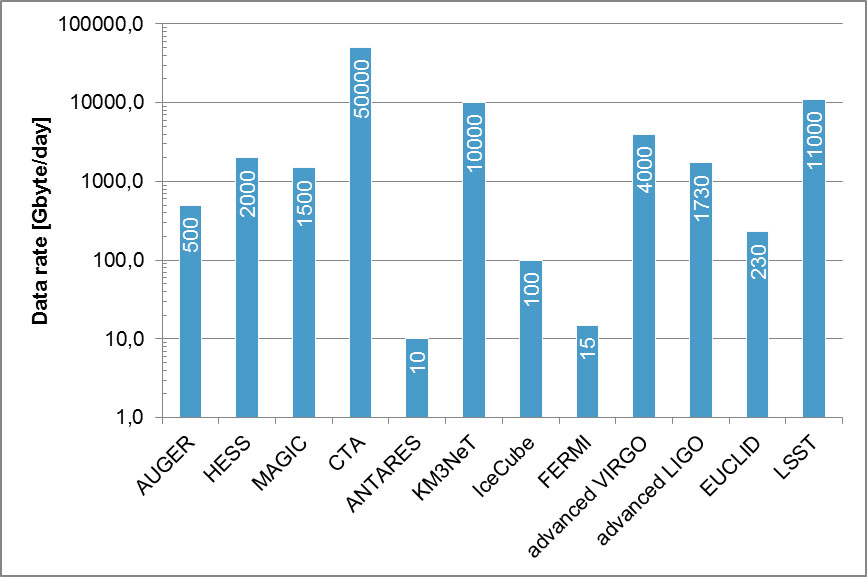 Data rate [Gbyte/day]
100000,0
10000,0
1000,0
100,0
10,0
1,0
500
2000
1500
50000
10
10000
100
15
4000
1730
230
11000
AUGER
HESS
MAGIC
CTA
ANTARES
KM3NeT
IceCube
FERMI
advanced VIRGO
advanced LIGO
EUCLID
LSST